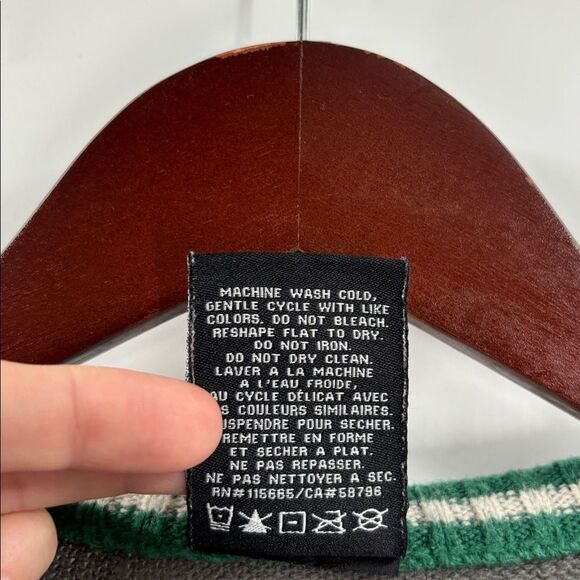 MACHINE WASH COLD,
GENTLE CYCLE WITH LIKE
COLORS. DO NOT BLEACH.
RESHAPE FLAT TO DRY.
DO NOT IRON.
DO NOT DRY CLEAN.
LAVER A LA MACHINE
A L'EAU FROIDE,
AU CYCLE DÉLICAT AVEC
COULEURS SIMILAIRES.
POUR SECHER.
REMETTRE EN FORME
ET SECHER A PLAT.
NE PAS REPASSER.
NE PAS NETTOYER A SEC.
RN#115665/CA#58796